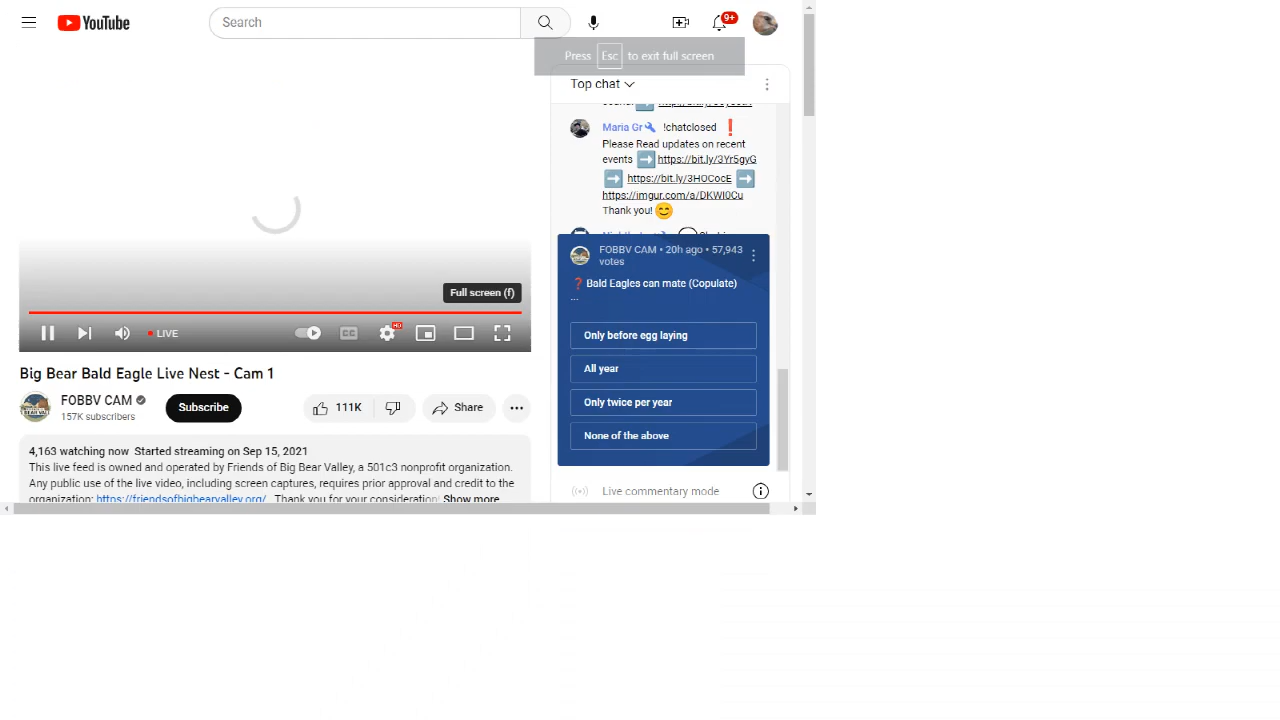 YouTube
Search
9+
Press Esc to exit full screen
Top chat
Maria Gr !chatclosed
Please Read updates on recent
events https://bit.ly/3Yr5gyG
https://bit.ly/3HOCocE
https://imgur.com/a/DKWl0Cu
Thank you!
FOBBV CAM • 20h ago • 57,943
votes
Bald Eagles can mate (Copulate)
...
Only before egg laying
All year
Only twice per year
None of the above
Live commentary mode
Full screen (f)
LIVE
CC
HD
Big Bear Bald Eagle Live Nest - Cam 1
FOBBV CAM
157K subscribers
Subscribe
111K
Share
4,163 watching now Started streaming on Sep 15, 2021
This live feed is owned and operated by Friends of Big Bear Valley, a 501c3 nonprofit organization.
Any public use of the live video, including screen captures, requires prior approval and credit to the
organization: https://friendsofbigbearvalley.org/ . Thank you for your consideration! Show more